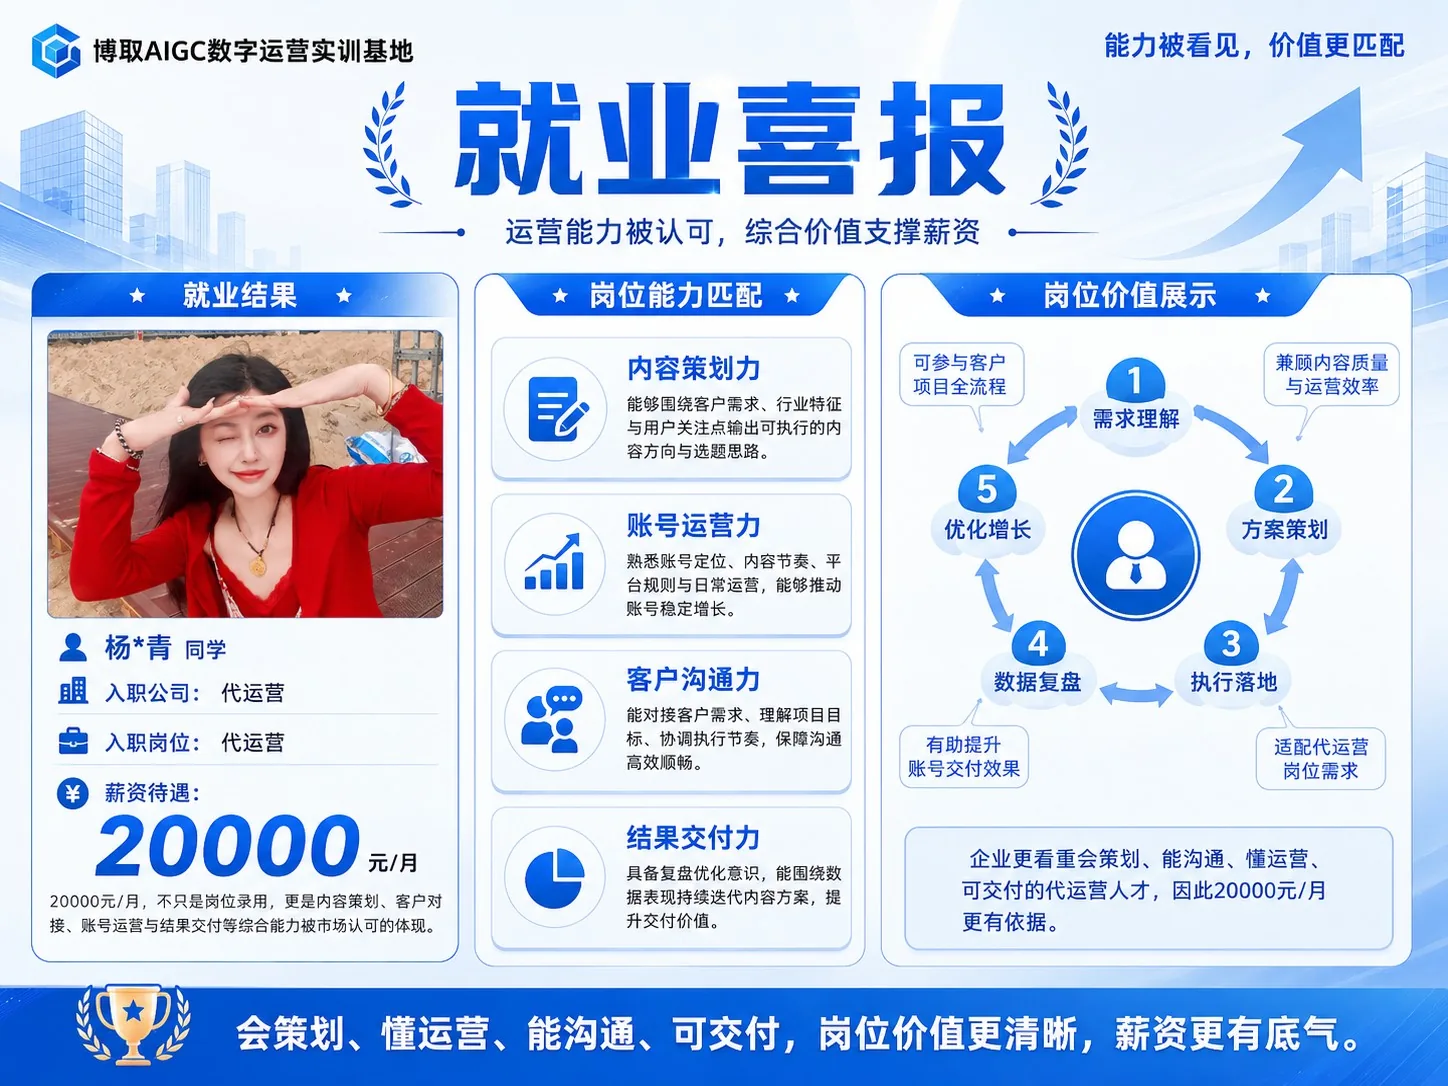 博取AIGC数字运营实训基地
能力被看见，价值更匹配
就业喜报
运营能力被认可，综合价值支撑薪资
就业结果
杨*青 同学
入职公司： 代运营
入职岗位： 代运营
薪资待遇：
20000 元/月
20000元/月，不只是岗位录用，更是内容策划、客户对
接、账号运营与结果交付等综合能力被市场认可的体现。
岗位能力匹配
内容策划力
能够围绕客户需求、行业特征
与用户关注点输出可执行的内
容方向与选题思路。
账号运营力
熟悉账号定位、内容节奏、平
台规则与日常运营，能够推动
账号稳定增长。
客户沟通力
能对接客户需求、理解项目目
标、协调执行节奏，保障沟通
高效顺畅。
结果交付力
具备复盘优化意识，能围绕数
据表现持续迭代内容方案，提
升交付价值。
岗位价值展示
可参与客户
项目全流程
兼顾内容质量
与运营效率
1
需求理解
2
方案策划
3
执行落地
4
数据复盘
5
优化增长
有助提升
账号交付效果
适配代运营
岗位需求
企业更看重会策划、能沟通、懂运营、
可交付的代运营人才，因此20000元/月
更有依据。
会策划、懂运营、能沟通、可交付，岗位价值更清晰，薪资更有底气。